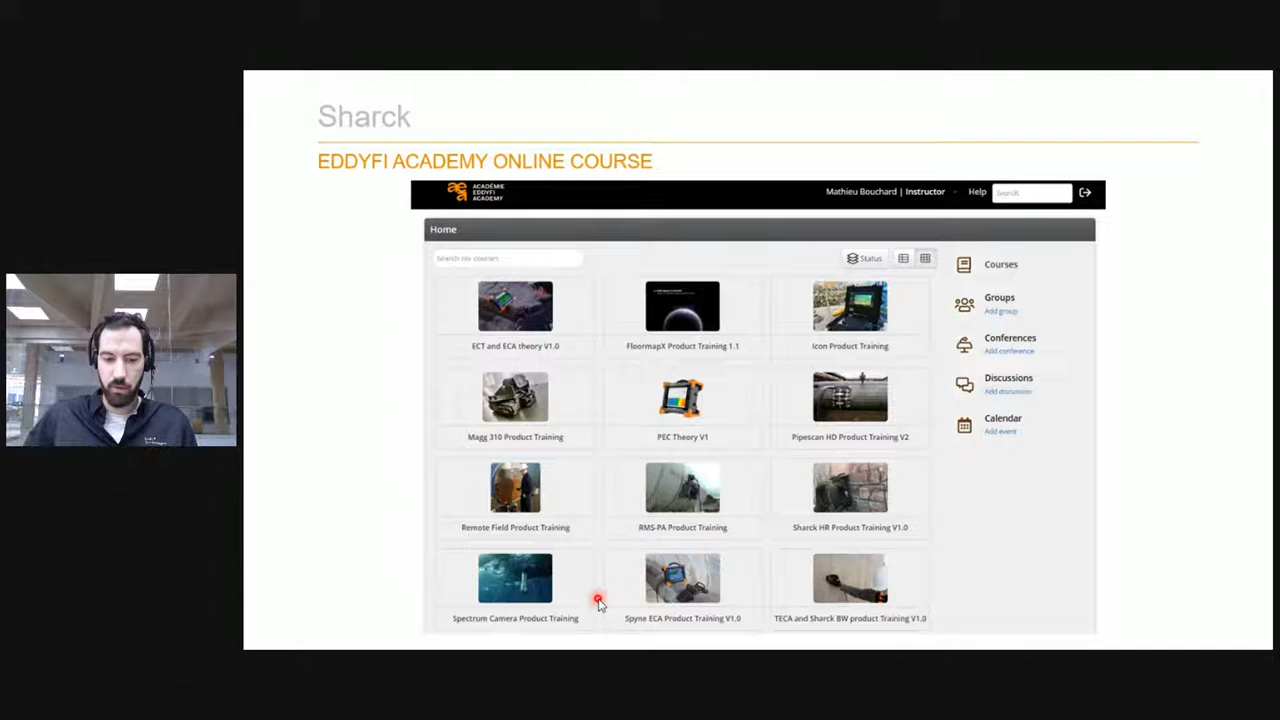 Sharck
EDDYFI ACADEMY ONLINE COURSE
ACADÉMIE
EDDYFI
ACADEMY
Mathieu Bouchard | Instructor
Help
Search
Home
Search my courses
Status
ECT and ECA theory V1.0
FloormapX Product Training 1.1
Icon Product Training
Magg 310 Product Training
PEC Theory V1
Pipescan HD Product Training V2
Remote Field Product Training
RMS-PA Product Training
Sharck HR Product Training V1.0
Spectrum Camera Product Training
Spyne ECA Product Training V1.0
TECA and Sharck BW product Training V1.0
Courses
Groups
Add group
Conferences
Add conference
Discussions
Add discussion
Calendar
Add event